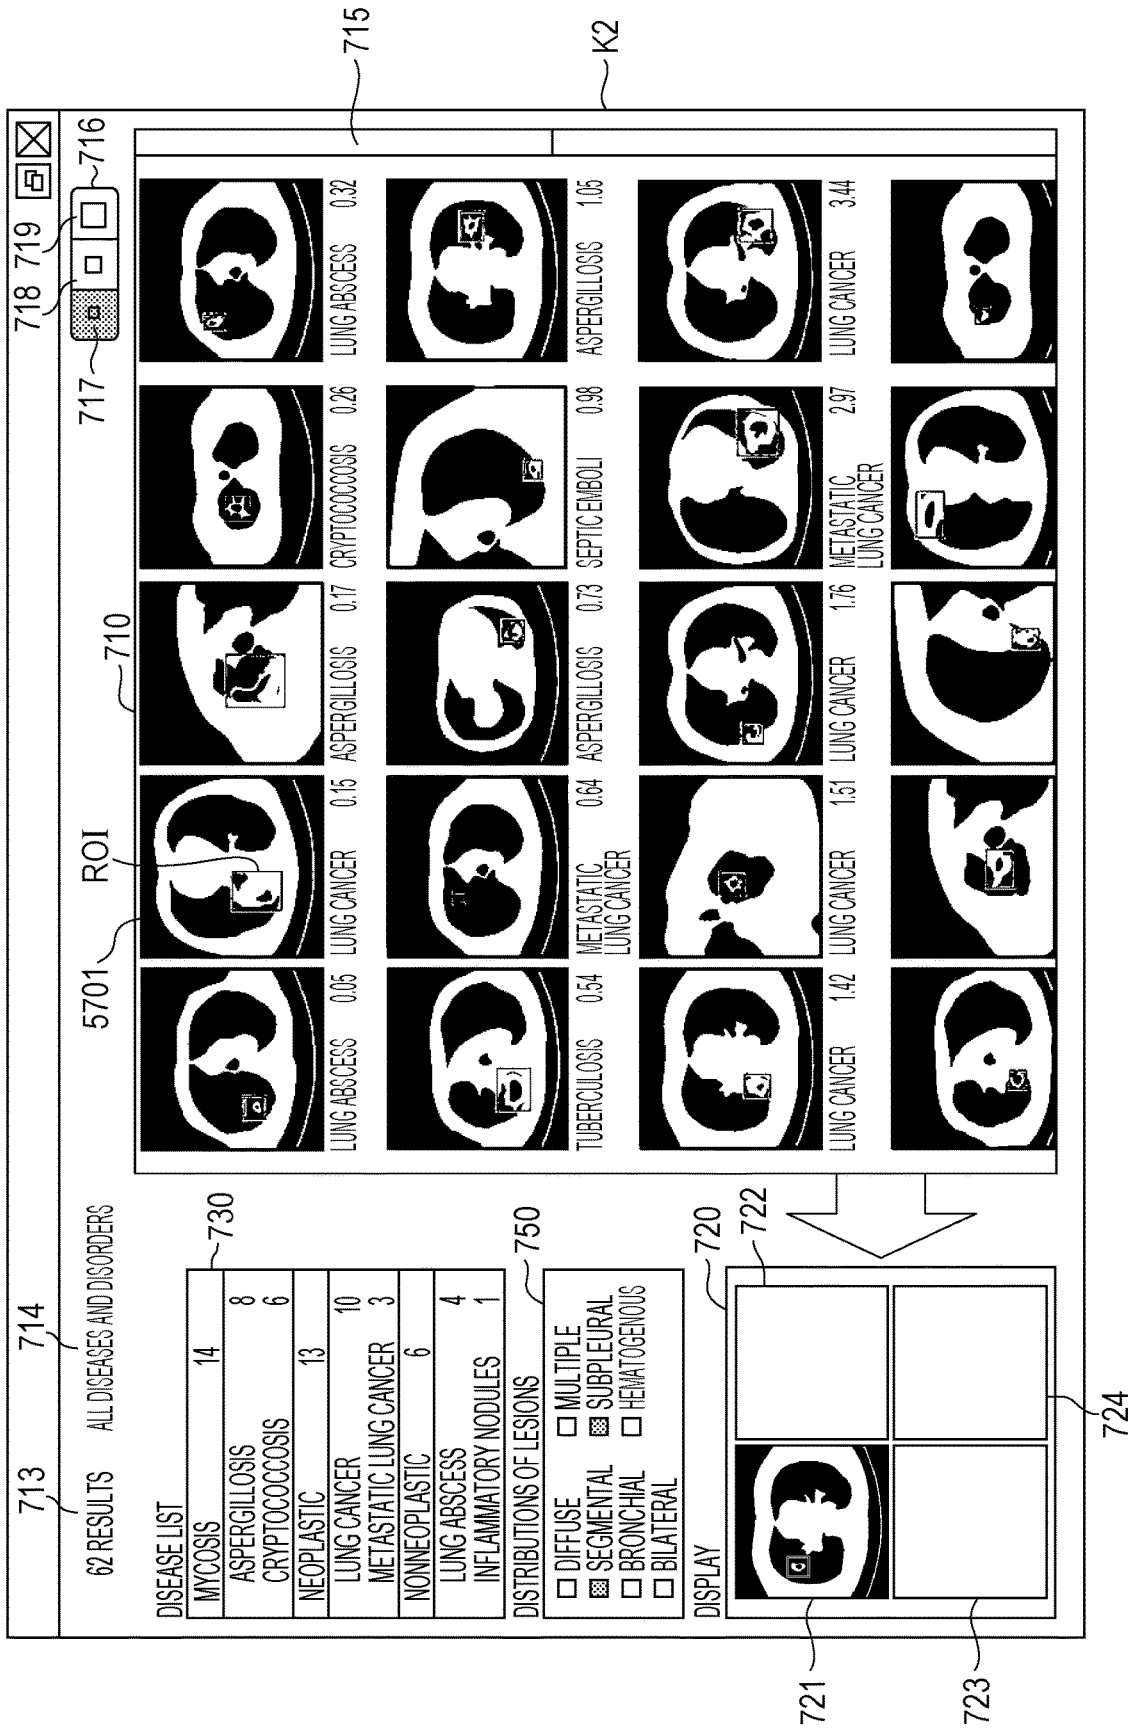 713
714
718 719
62 RESULTS ALL DISEASES AND DISORDERS
5701
ROI
710
717
716
DISEASE LIST
730
MYCOSIS 14
ASPERGILLOSIS 8
CRYPTOCOCCOSIS 6
NEOPLASTIC 13
LUNG CANCER 10
METASTATIC LUNG CANCER 3
NONNEOPLASTIC 6
LUNG ABSCESS 4
INFLAMMATORY NODULES 1
DISTRIBUTIONS OF LESIONS
750
DIFFUSE MULTIPLE
SEGMENTAL SUBPLEURAL
BRONCHIAL HEMATOGENOUS
BILATERAL
DISPLAY
720
722
721
723
724
LUNG ABSCESS 0.05
LUNG CANCER 0.15
ASPERGILLOSIS 0.17
CRYPTOCOCCOSIS 0.26
LUNG ABSCESS 0.32
TUBERCULOSIS 0.54
METASTATIC 0.64
LUNG CANCER
ASPERGILLOSIS 0.73
SEPTIC EMBOLI 0.98
ASPERGILLOSIS 1.05
LUNG CANCER 1.42
LUNG CANCER 1.51
LUNG CANCER 1.76
METASTATIC 2.97
LUNG CANCER
LUNG CANCER 3.44
715
K2